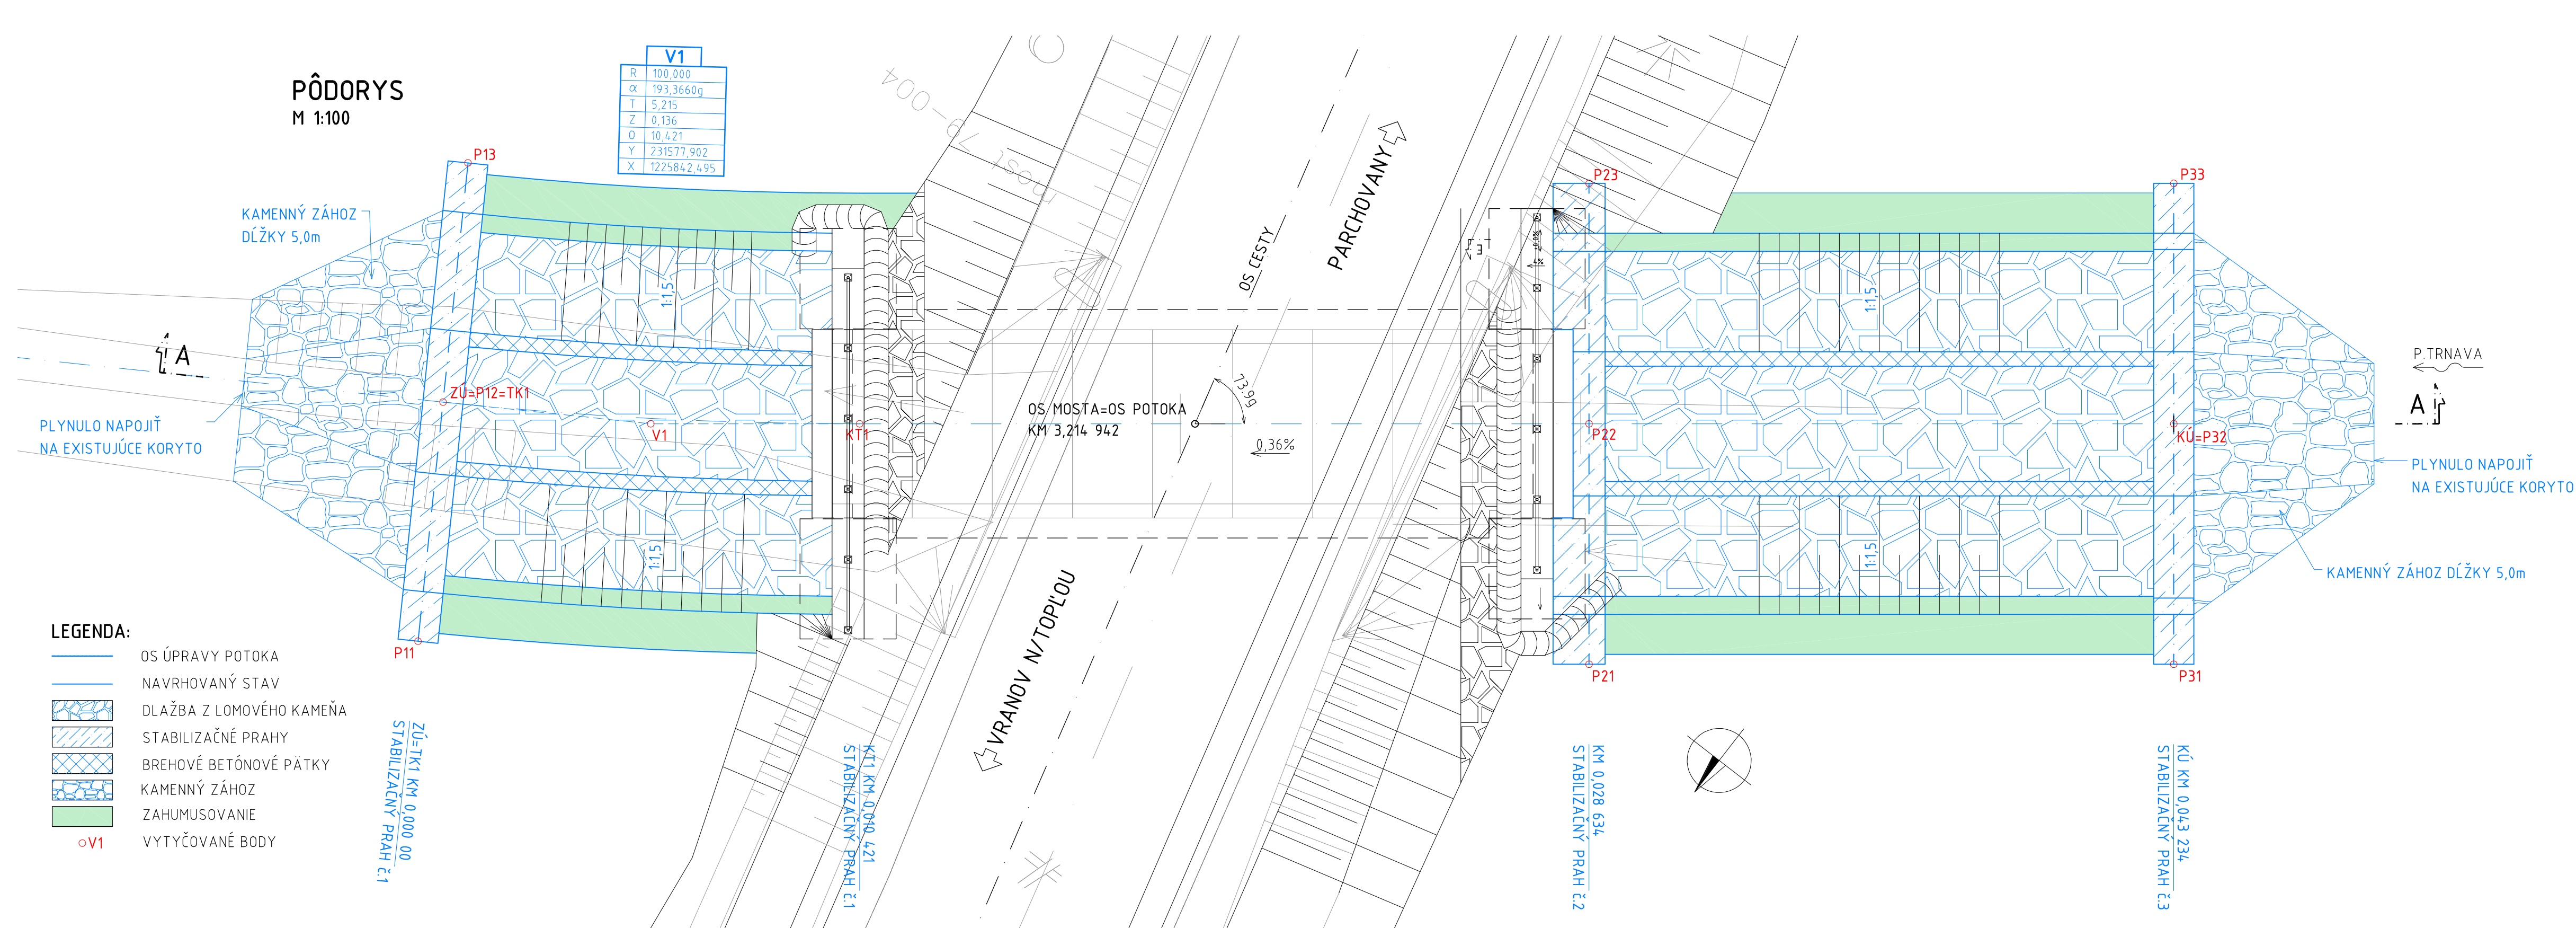 PÔDORYS
M 1:100
V1
R 100,000
α 193,3660g
T 5,215
Z 0,136
O 10,421
Y 231577,902
X 1225842,495
P13
KAMENNÝ ZÁHOZ
DĹŽKY 5,0m
A
1:1,5
ZÚ=P12=TK1
V1
KT1
PLYNULO NAPOJIŤ
NA EXISTUJÚCE KORYTO
1:1,5
P11
most 79-004
OS CESTY
PARCHOVANY
73.9g
OS MOSTA=OS POTOKA
KM 3,214 942
0,36%
VRANOV N/TOPĽOU
P23
4%
1:1,5
P22
1:1,5
P21
P33
KÚ=P32
P31
P.TRNAVA
A
PLYNULO NAPOJIŤ
NA EXISTUJÚCE KORYTO
KAMENNÝ ZÁHOZ DĹŽKY 5,0m
LEGENDA:
OS ÚPRAVY POTOKA
NAVRHOVANÝ STAV
DLAŽBA Z LOMOVÉHO KAMEŇA
STABILIZAČNÉ PRAHY
BREHOVÉ BETÓNOVÉ PÄTKY
KAMENNÝ ZÁHOZ
ZAHUMUSOVANIE
V1 VYTYČOVANÉ BODY
ZÚ=TK1 KM 0,000 00
STABILIZAČNÝ PRAH č.1
KT1 KM 0,010 421
STABILIZAČNÝ PRAH č.1
KM 0,028 634
STABILIZAČNÝ PRAH č.2
KÚ KM 0,043 234
STABILIZAČNÝ PRAH č.3